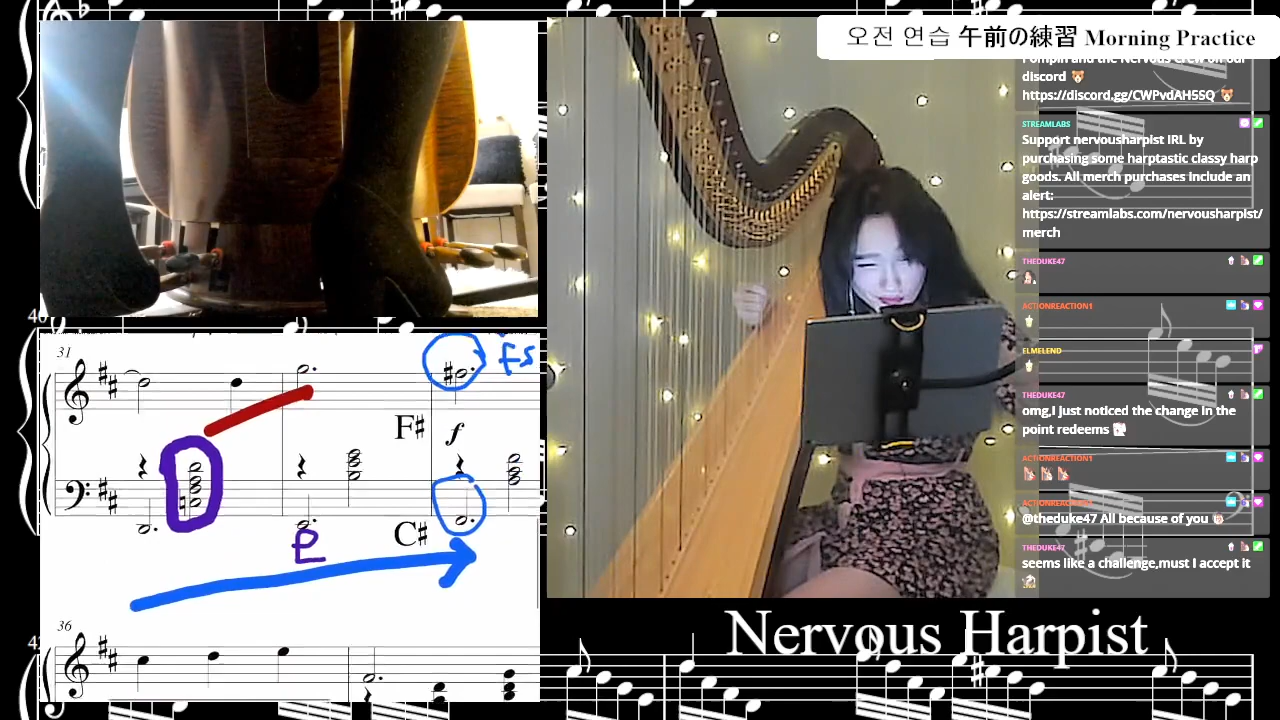 오전 연습 午前の練習 Morning Practice
Pompin and the Nervous Crew on our
discord
https://discord.gg/CWPvdAH5SQ
STREAMLABS
Support nervousharpist IRL by
purchasing some harptastic classy harp
goods. All merch purchases include an
alert:
https://streamlabs.com/nervousharpist/
merch
THEDUKE47
ACTIONREACTION1
ELMELEND
THEDUKE47
omg,I just noticed the change in the
point redeems
ACTIONREACTION1
ACTIONREACTION1
@theduke47 All because of you
THEDUKE47
seems like a challenge,must I accept it
40
31
F#
f
E
C#
36
42
Nervous Harpist